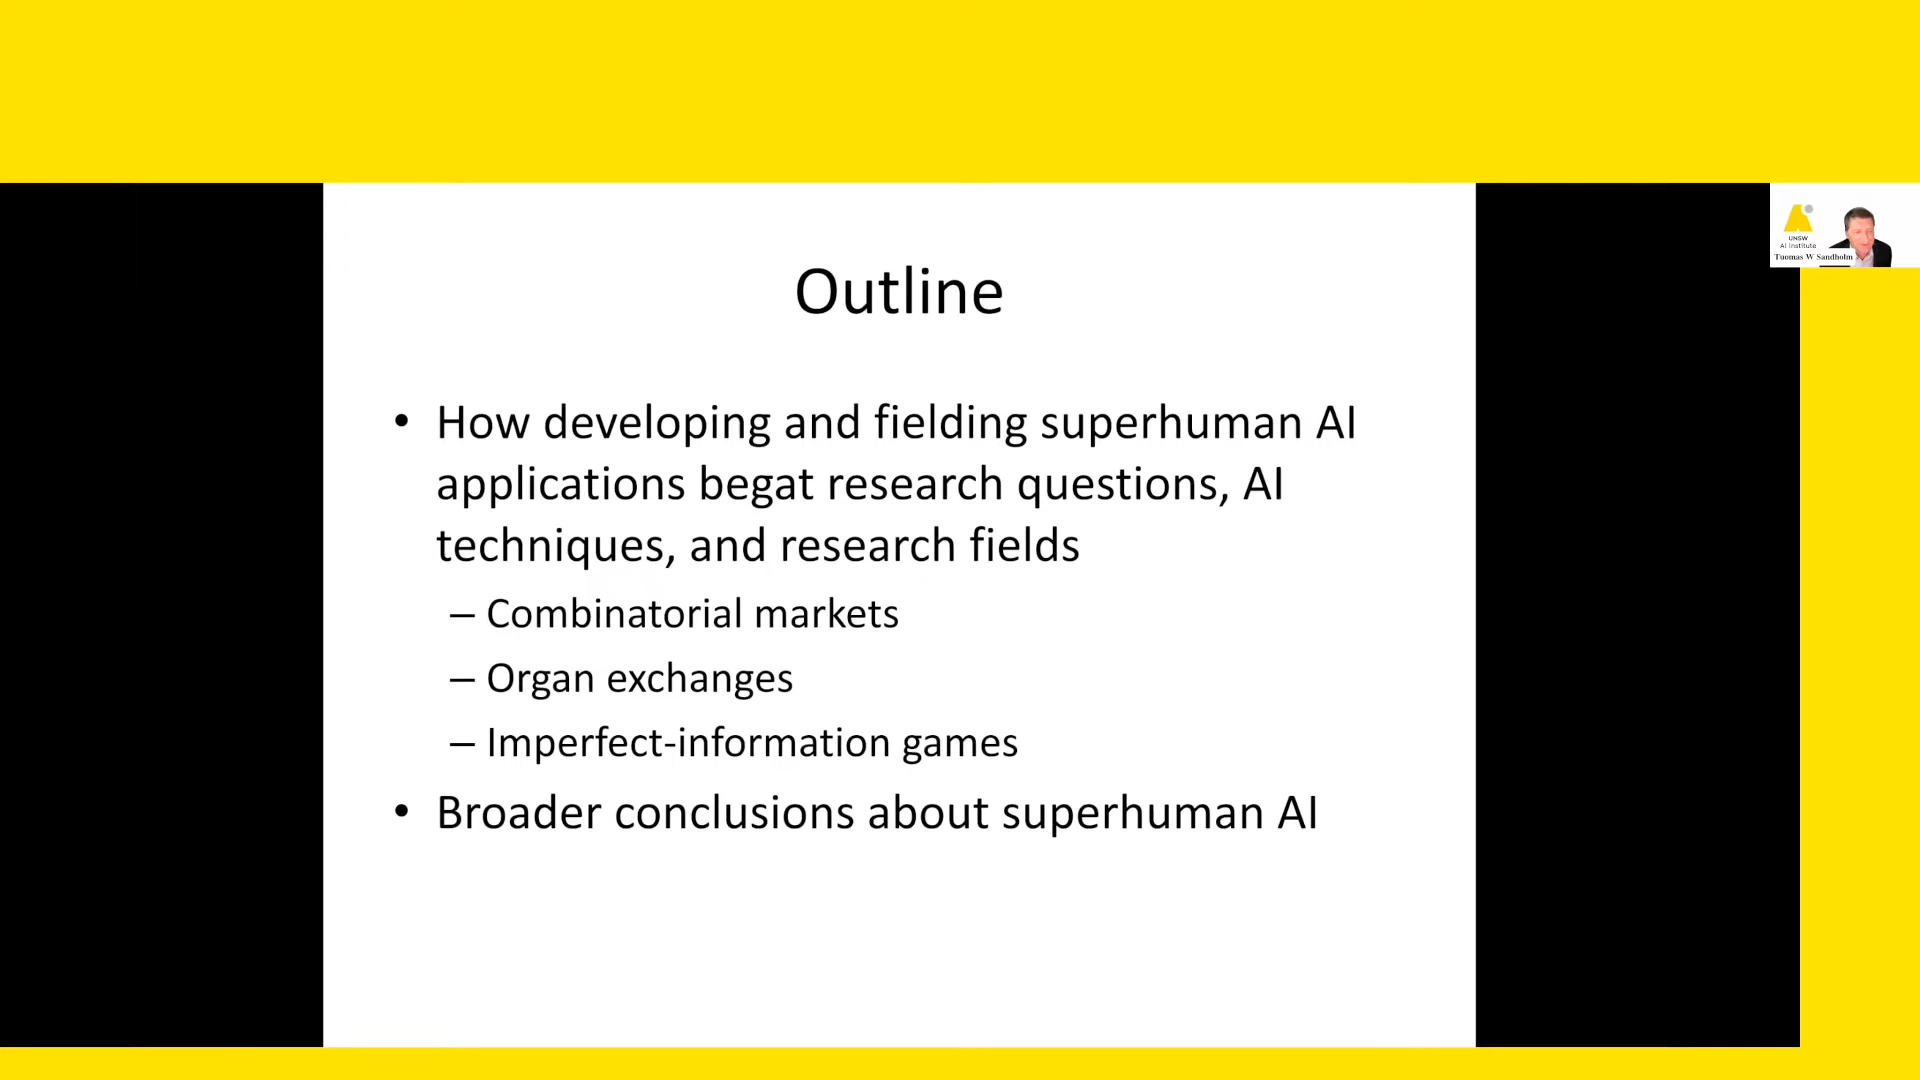 Outline
• How developing and fielding superhuman AI
applications begat research questions, AI
techniques, and research fields
– Combinatorial markets
– Organ exchanges
– Imperfect-information games
• Broader conclusions about superhuman AI
UNSW
AI Institute
Tuomas W Sandholm